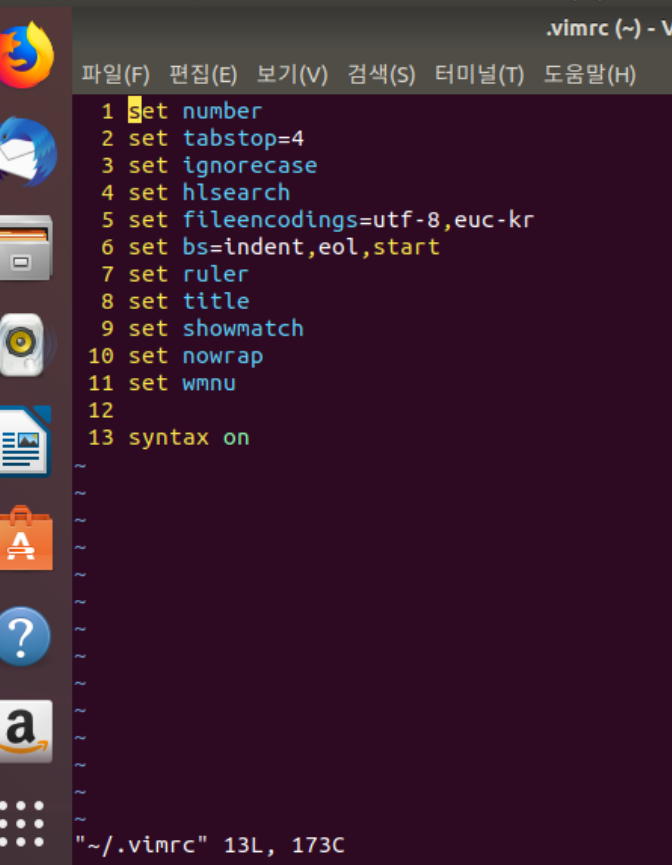 .vimrc (~) - V
파일(F) 편집(E) 보기(V) 검색(S) 터미널(T) 도움말(H)
1 set number
2 set tabstop=4
3 set ignorecase
4 set hlsearch
5 set fileencodings=utf-8,euc-kr
6 set bs=indent,eol,start
7 set ruler
8 set title
9 set showmatch
10 set nowrap
11 set wmnu
12
13 syntax on
~
~
~
~
~
~
~
~
~
~
~
~
~
~
"~/.vimrc" 13L, 173C